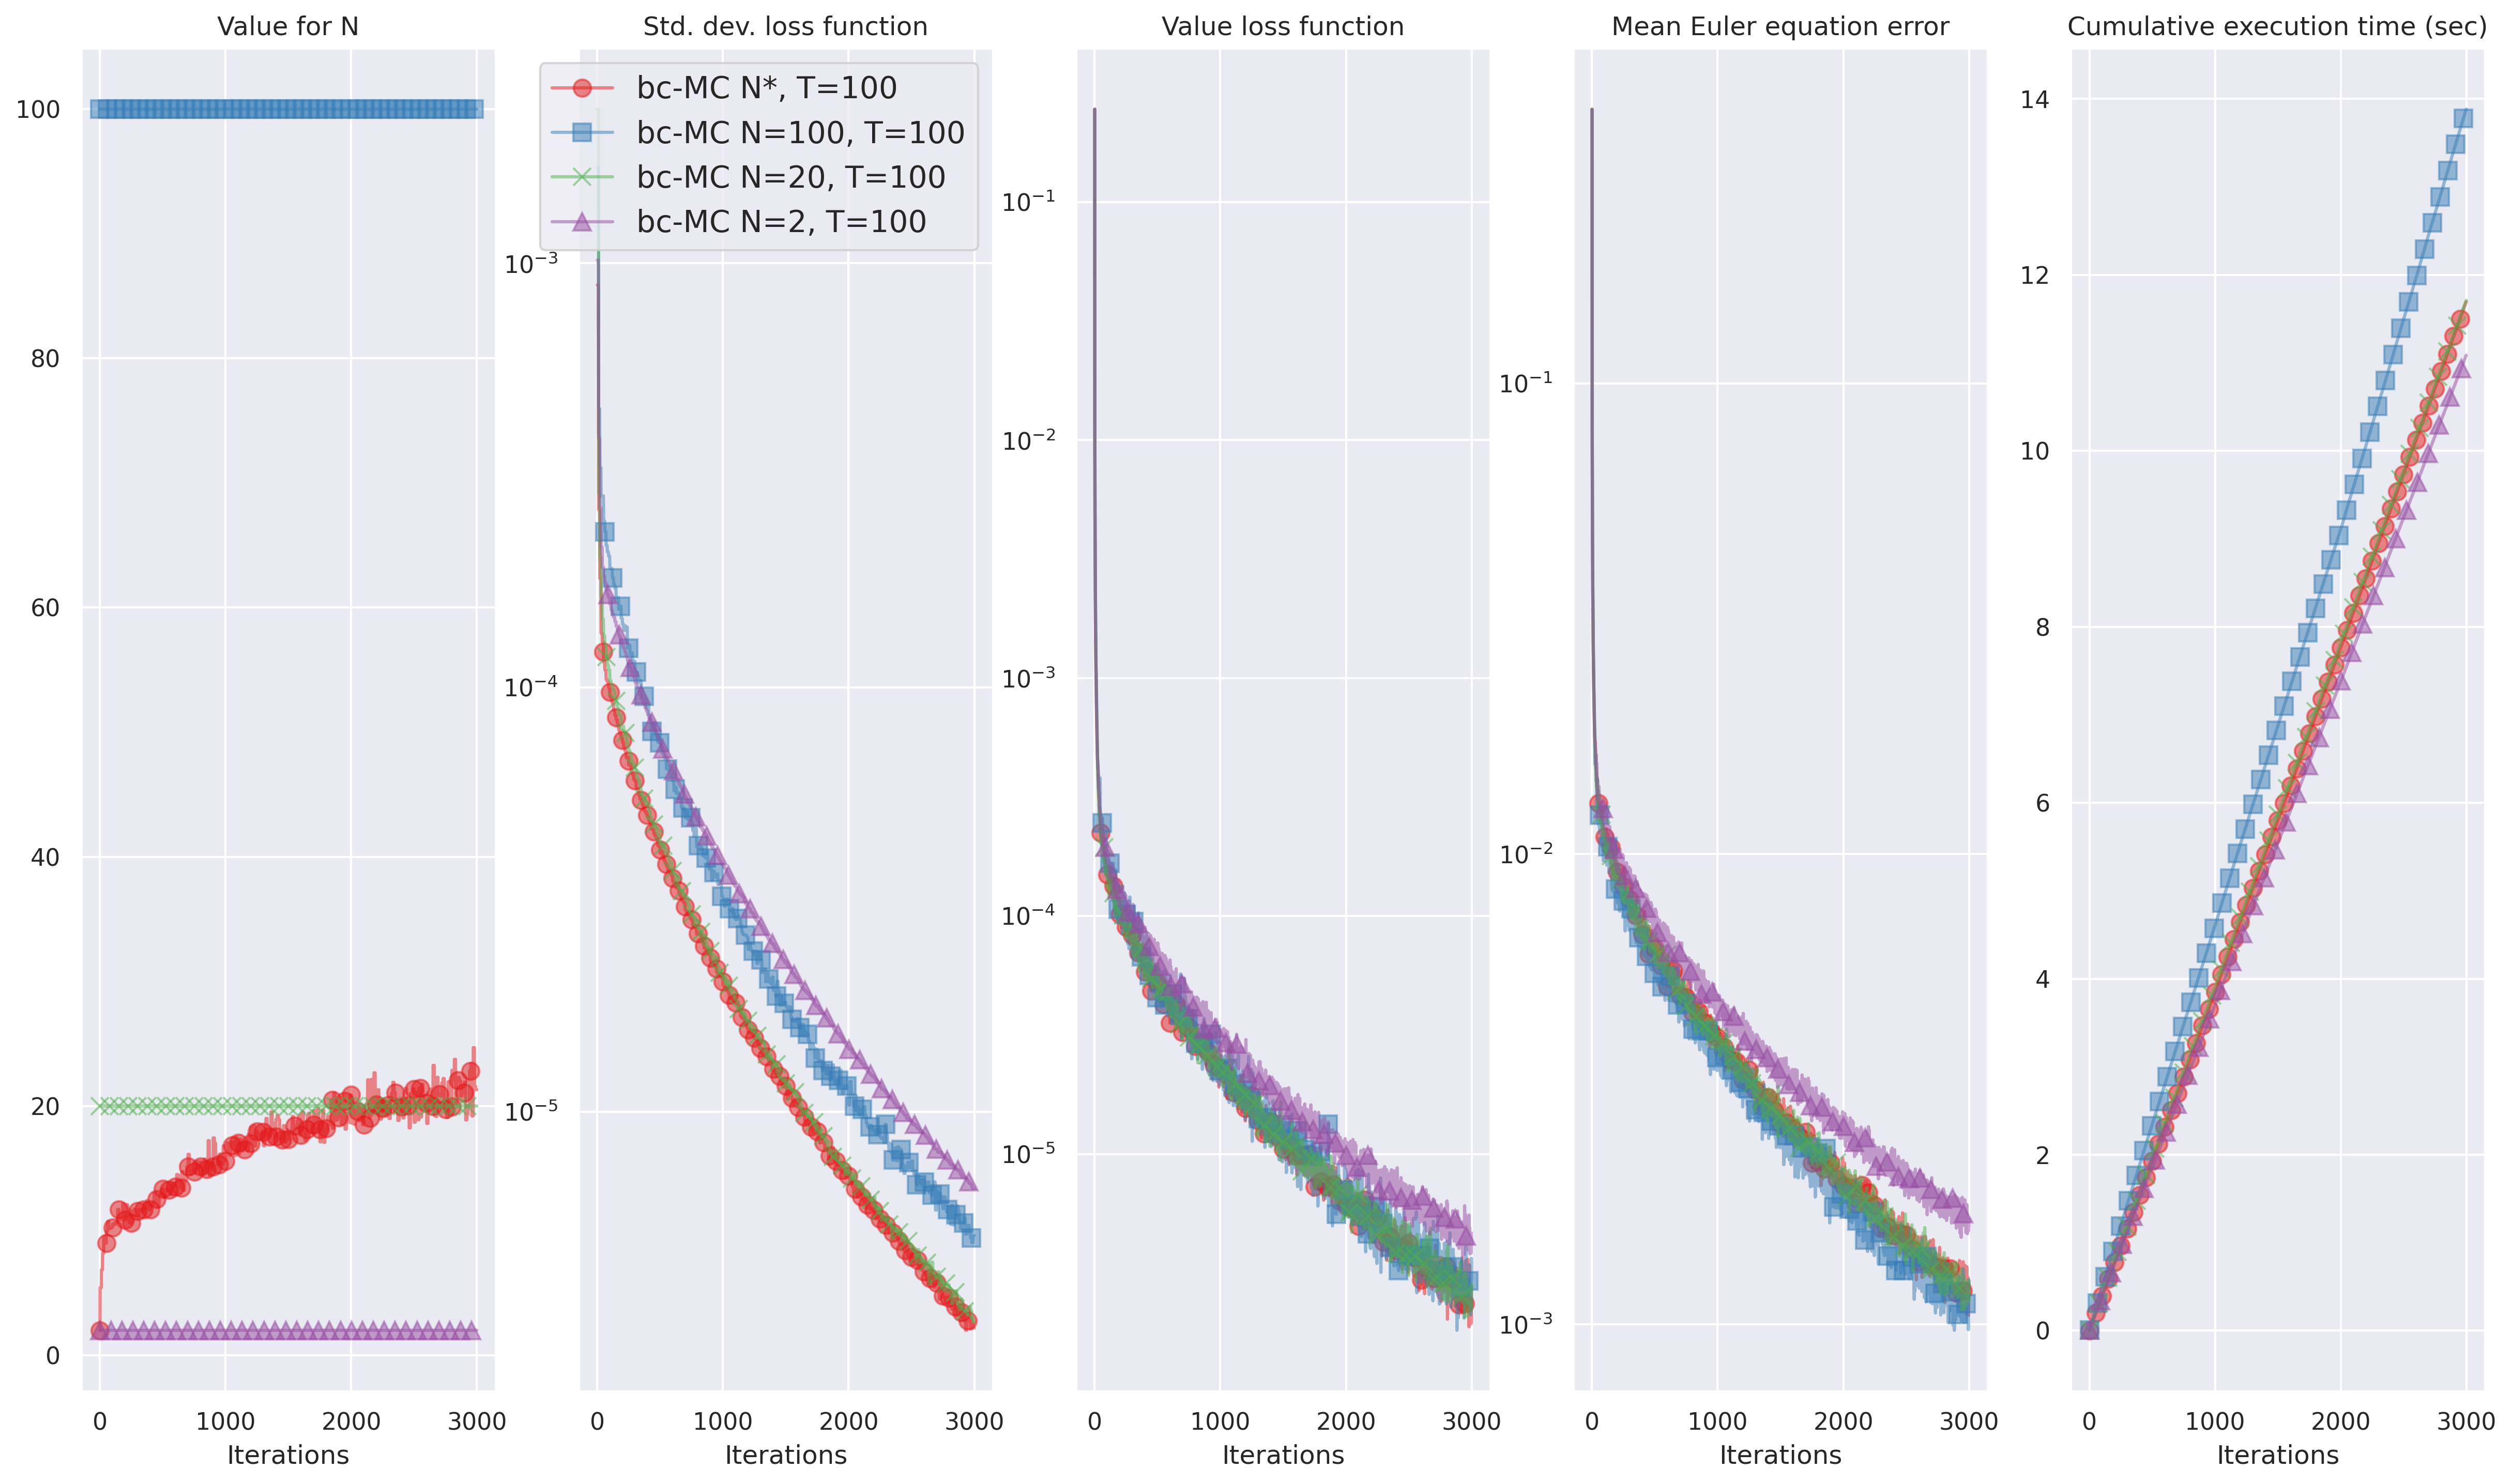 Value for N
Std. dev. loss function
Value loss function
Mean Euler equation error
Cumulative execution time (sec)
bc-MC N*, T=100
bc-MC N=100, T=100
bc-MC N=20, T=100
bc-MC N=2, T=100
100
80
60
40
20
0
0 1000 2000 3000
Iterations
10⁻³
10⁻⁴
10⁻⁵
0 1000 2000 3000
Iterations
10⁻¹
10⁻²
10⁻³
10⁻⁴
10⁻⁵
0 1000 2000 3000
Iterations
10⁻¹
10⁻²
10⁻³
0 1000 2000 3000
Iterations
14
12
10
8
6
4
2
0
0 1000 2000 3000
Iterations